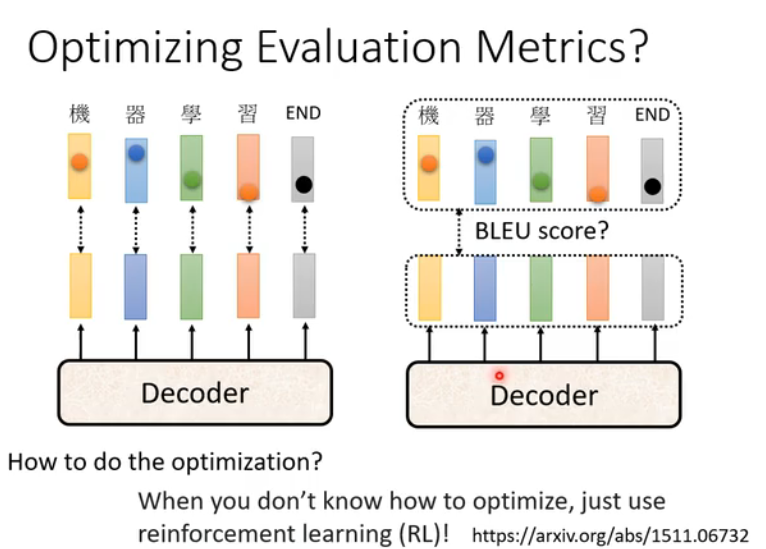 Optimizing Evaluation Metrics?
機 器 學 習 END
機 器 學 習 END
BLEU score?
Decoder
Decoder
How to do the optimization?
When you don’t know how to optimize, just use
reinforcement learning (RL)! https://arxiv.org/abs/1511.06732